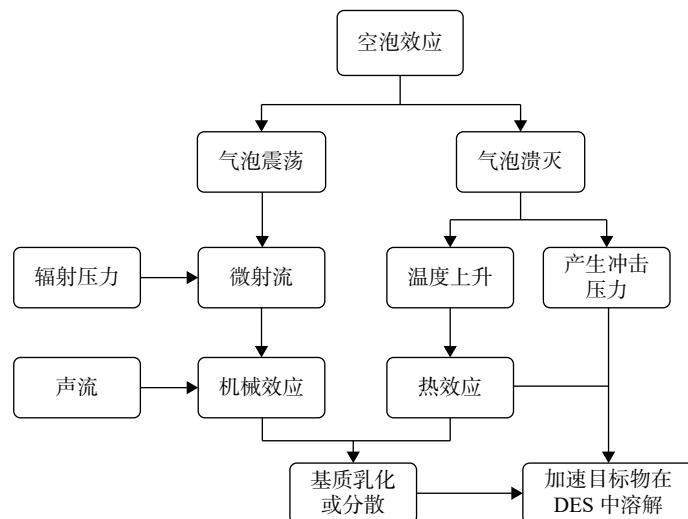 空泡效应
气泡震荡
气泡溃灭
辐射压力
微射流
温度上升
产生冲击
压力
声流
机械效应
热效应
基质乳化
或分散
加速目标物在
DES 中溶解